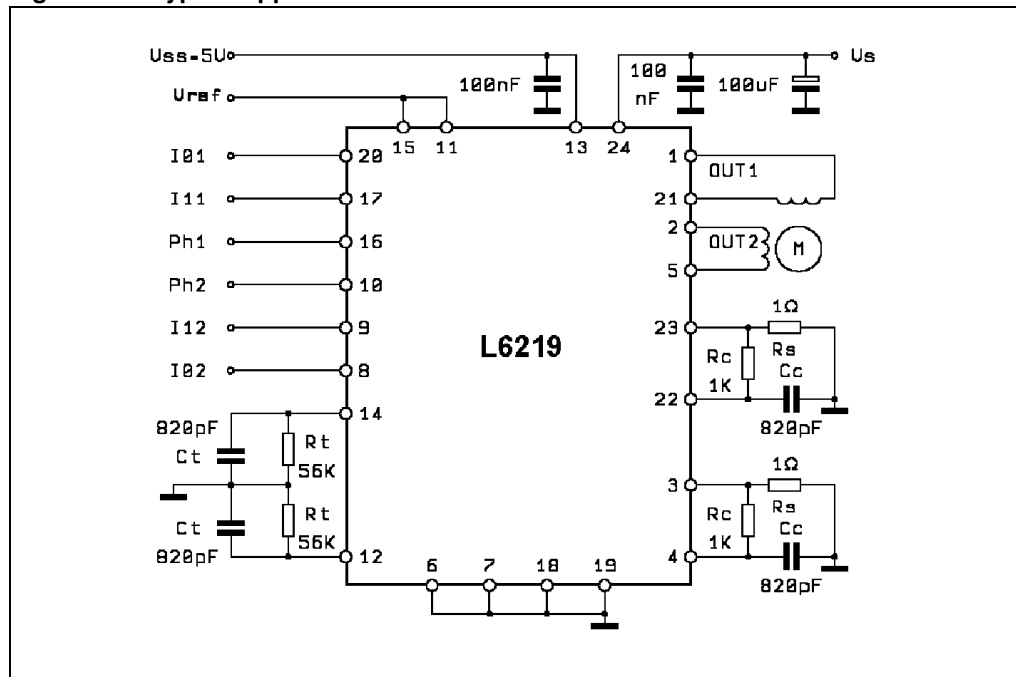 Uss-5V
Vref
100nF
100
nF
100uF
Us
15
11
13
24
I01
20
1
OUT1
I11
17
21
Ph1
16
2
OUT2
M
Ph2
10
5
I12
9
23
1Ω
Rs
Rc
1K
Cc
I02
8
22
820pF
L6219
14
820pF
Ct
Rt
56K
3
1Ω
Rs
Rc
1K
Cc
Ct
Rt
56K
820pF
12
4
820pF
6
7
18
19